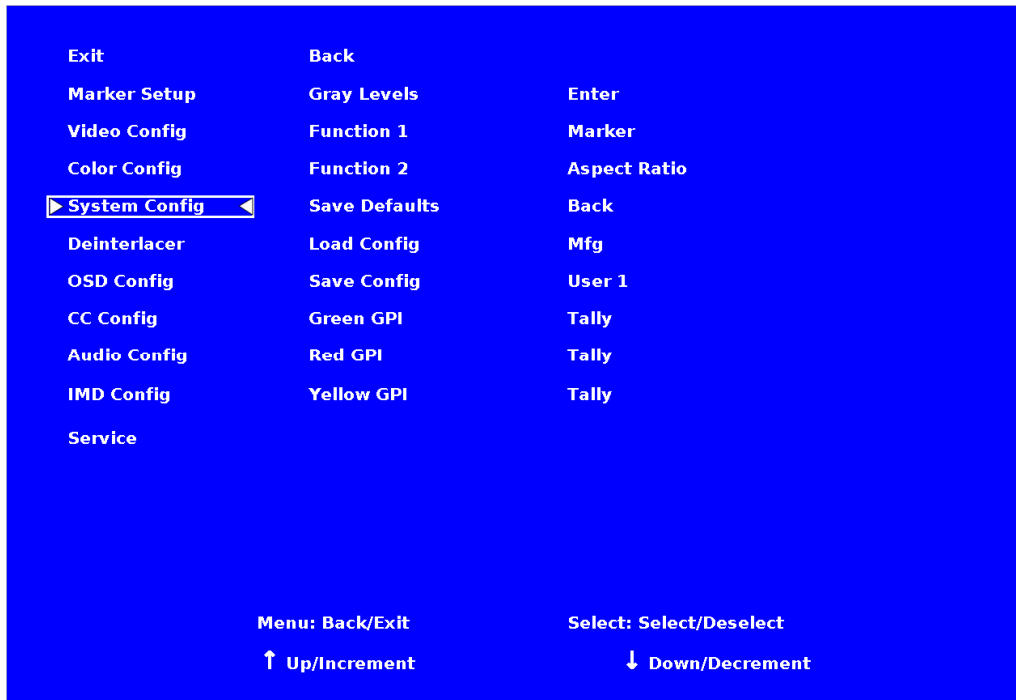 Exit Back
Marker Setup Gray Levels Enter
Video Config Function 1 Marker
Color Config Function 2 Aspect Ratio
System Config Save Defaults Back
Deinterlacer Load Config Mfg
OSD Config Save Config User 1
CC Config Green GPI Tally
Audio Config Red GPI Tally
IMD Config Yellow GPI Tally
Service
Menu: Back/Exit Select: Select/Deselect
↑ Up/Increment ↓ Down/Decrement